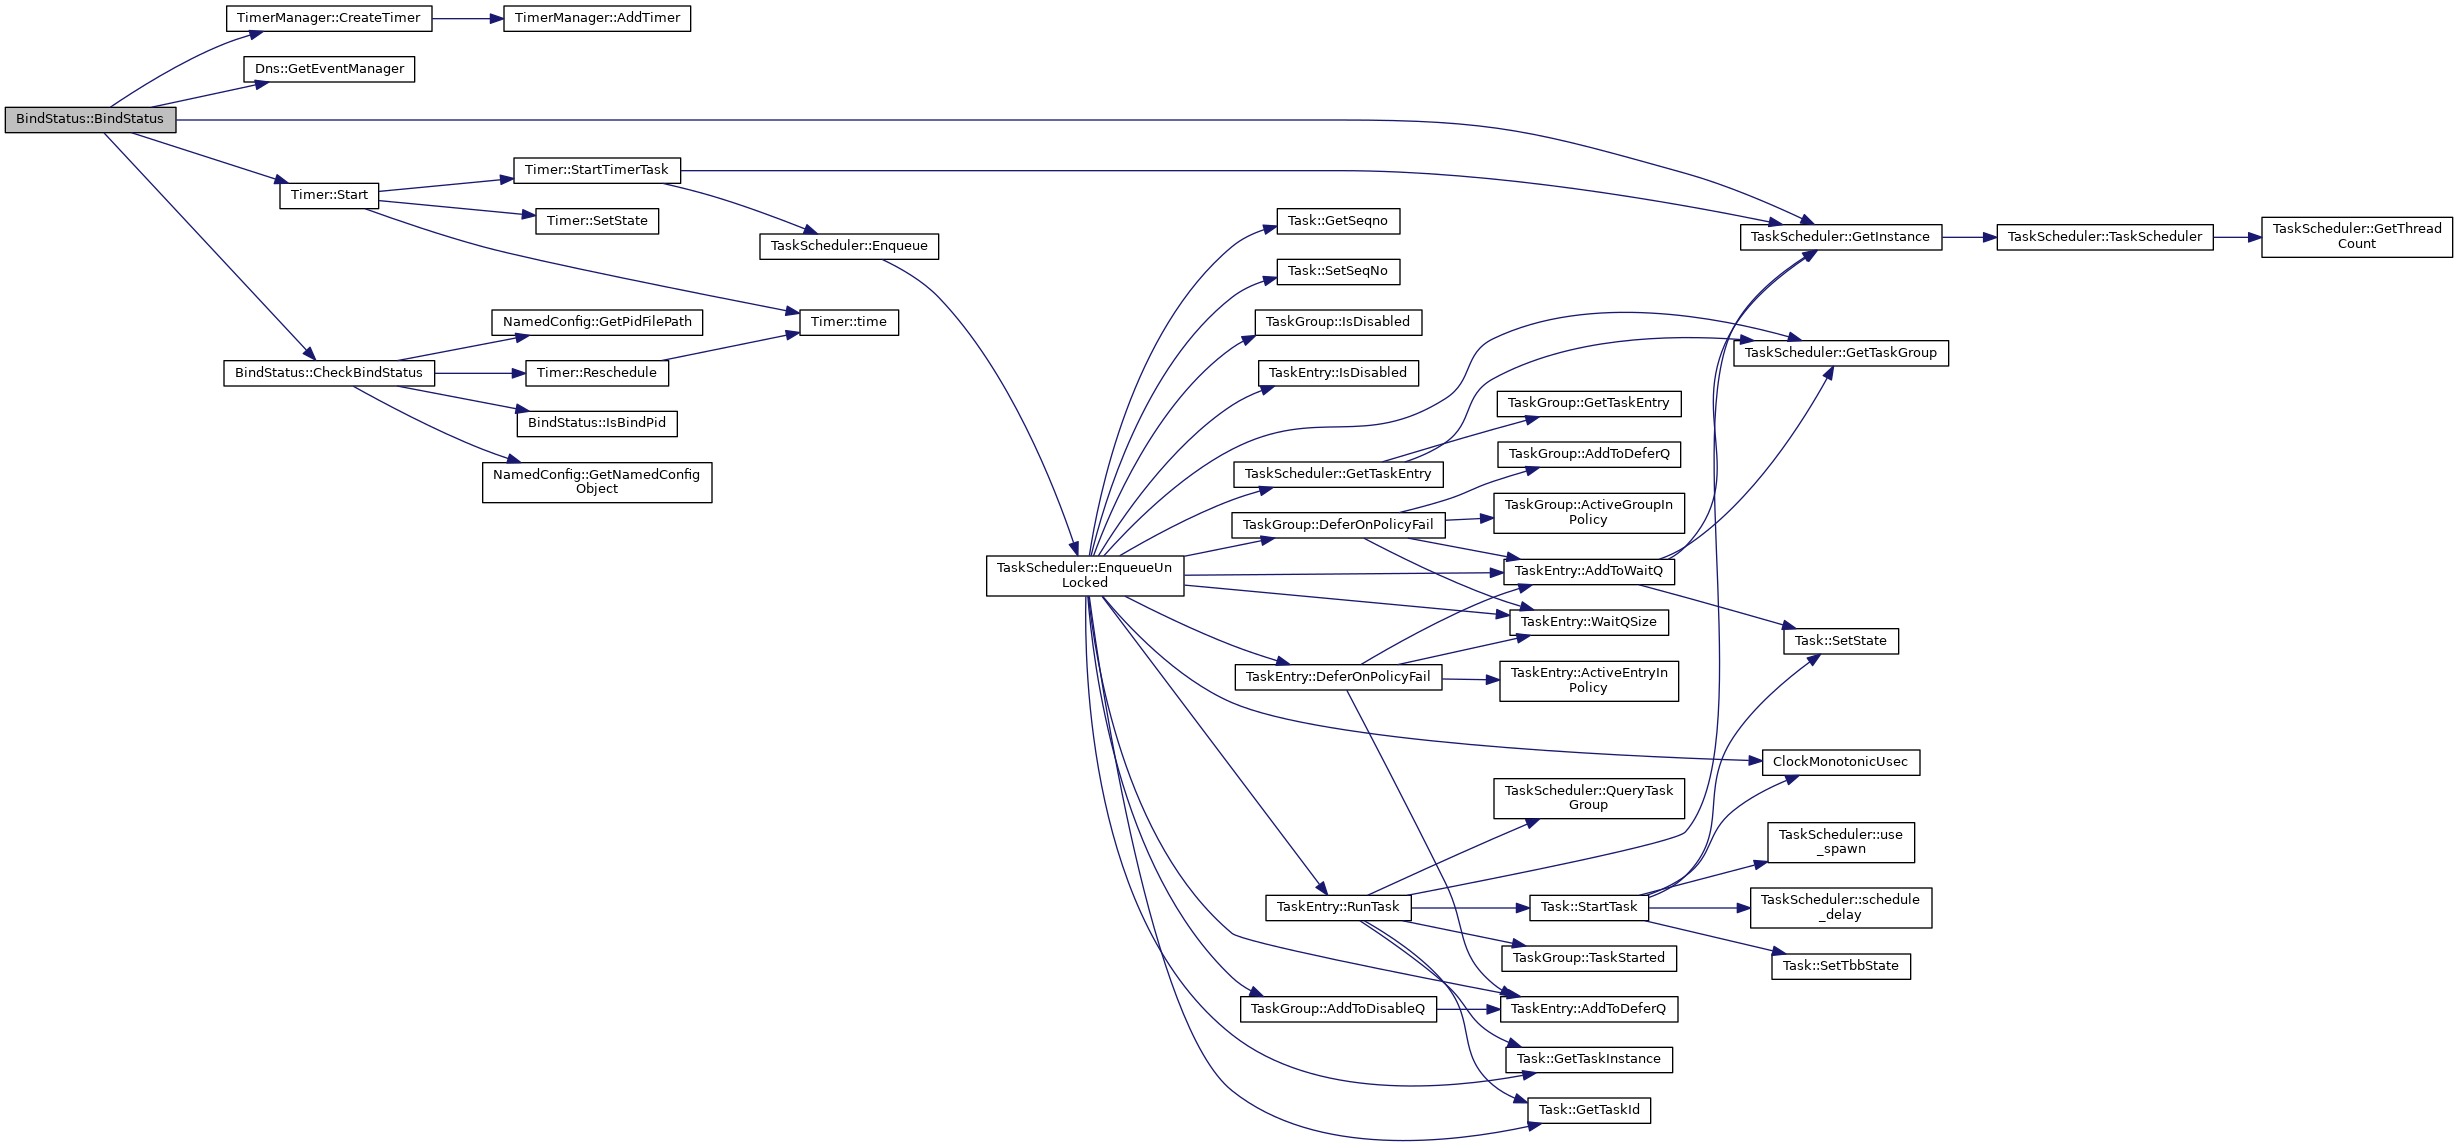 TimerManager::CreateTimer
TimerManager::AddTimer
Dns::GetEventManager
BindStatus::BindStatus
Timer::StartTimerTask
Timer::Start
Timer::SetState
Task::GetSeqno
TaskScheduler::Enqueue
TaskScheduler::GetInstance
TaskScheduler::TaskScheduler
TaskScheduler::GetThread
Count
Task::SetSeqNo
NamedConfig::GetPidFilePath
Timer::time
TaskGroup::IsDisabled
TaskScheduler::GetTaskGroup
BindStatus::CheckBindStatus
Timer::Reschedule
TaskEntry::IsDisabled
TaskGroup::GetTaskEntry
BindStatus::IsBindPid
TaskGroup::AddToDeferQ
NamedConfig::GetNamedConfig
Object
TaskScheduler::GetTaskEntry
TaskGroup::ActiveGroupIn
Policy
TaskGroup::DeferOnPolicyFail
TaskScheduler::EnqueueUn
Locked
TaskEntry::AddToWaitQ
TaskEntry::WaitQSize
Task::SetState
TaskEntry::DeferOnPolicyFail
TaskEntry::ActiveEntryIn
Policy
ClockMonotonicUsec
TaskScheduler::QueryTask
Group
TaskScheduler::use
_spawn
TaskEntry::RunTask
Task::StartTask
TaskScheduler::schedule
_delay
TaskGroup::TaskStarted
Task::SetTbbState
TaskGroup::AddToDisableQ
TaskEntry::AddToDeferQ
Task::GetTaskInstance
Task::GetTaskId